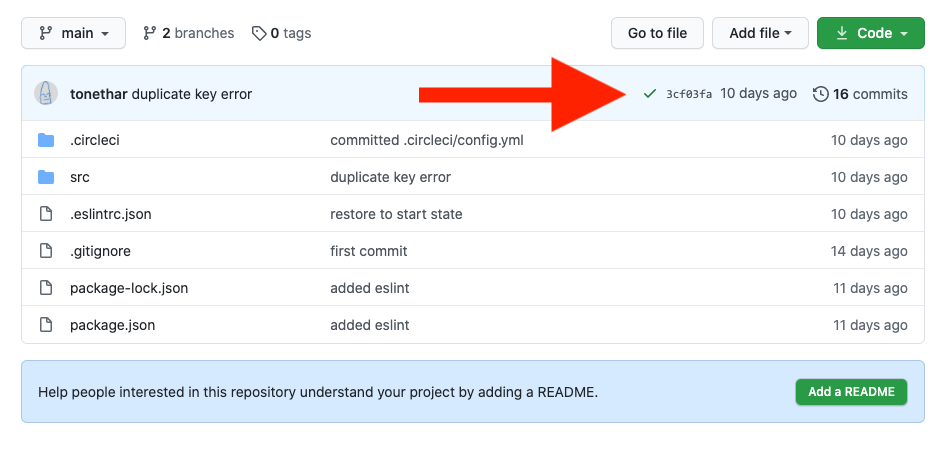 main 2 branches 0 tags Go to file Add file Code
tonethar duplicate key error 3cf03fa 10 days ago 16 commits
.circleci committed .circleci/config.yml 10 days ago
src duplicate key error 10 days ago
.eslintrc.json restore to start state 10 days ago
.gitignore first commit 14 days ago
package-lock.json added eslint 11 days ago
package.json added eslint 11 days ago
Help people interested in this repository understand your project by adding a README. Add a README